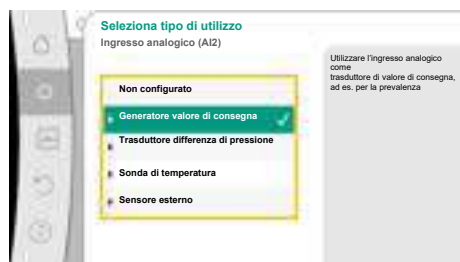 Seleziona tipo di utilizzo
Ingresso analogico (AI2)
Non configurato
Generatore valore di consegna
Trasduttore differenza di pressione
Sonda di temperatura
Sensore esterno
Utilizzare l'ingresso analogico
come
trasduttore di valore di consegna,
ad es. per la prevalenza